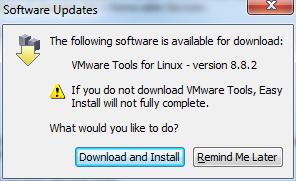 Software Updates
The following software is available for download:
VMware Tools for Linux - version 8.8.2
If you do not download VMware Tools, Easy
Install will not fully complete.
What would you like to do?
Download and Install
Remind Me Later